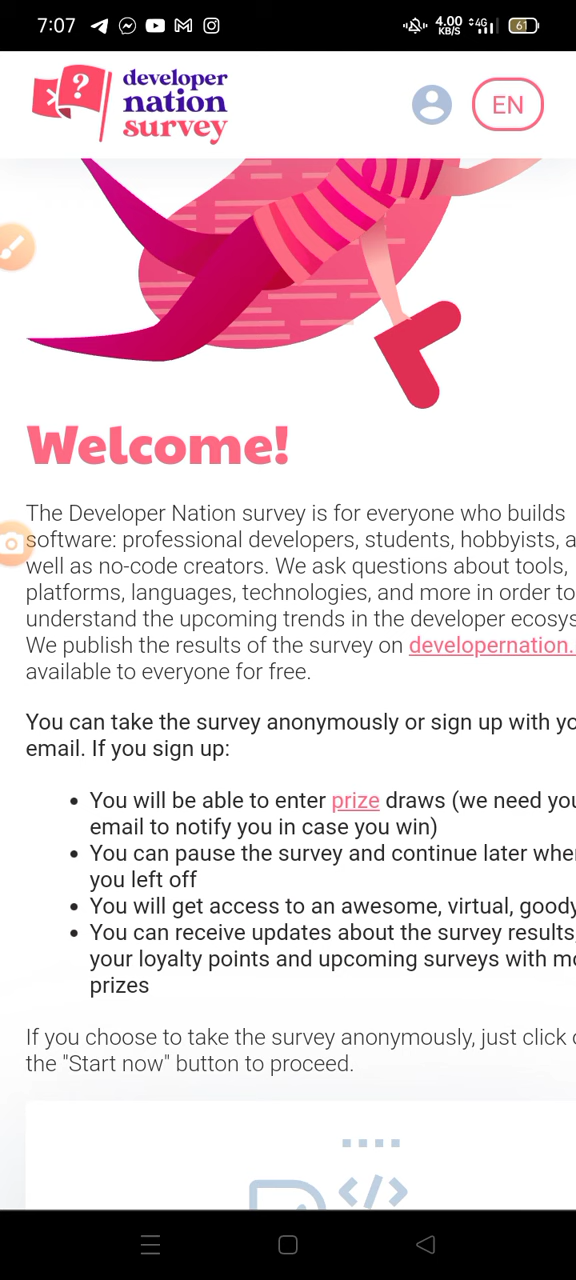 7:07
4.00
KB/S
4G
61
?
developer
nation
survey
EN
Welcome!
The Developer Nation survey is for everyone who builds
software: professional developers, students, hobbyists, a
well as no-code creators. We ask questions about tools,
platforms, languages, technologies, and more in order to
understand the upcoming trends in the developer ecosys
We publish the results of the survey on developernation.
available to everyone for free.
You can take the survey anonymously or sign up with yo
email. If you sign up:
• You will be able to enter prize draws (we need you
email to notify you in case you win)
• You can pause the survey and continue later whe
you left off
• You will get access to an awesome, virtual, goody
• You can receive updates about the survey results,
your loyalty points and upcoming surveys with mo
prizes
If you choose to take the survey anonymously, just click o
the "Start now" button to proceed.
</>